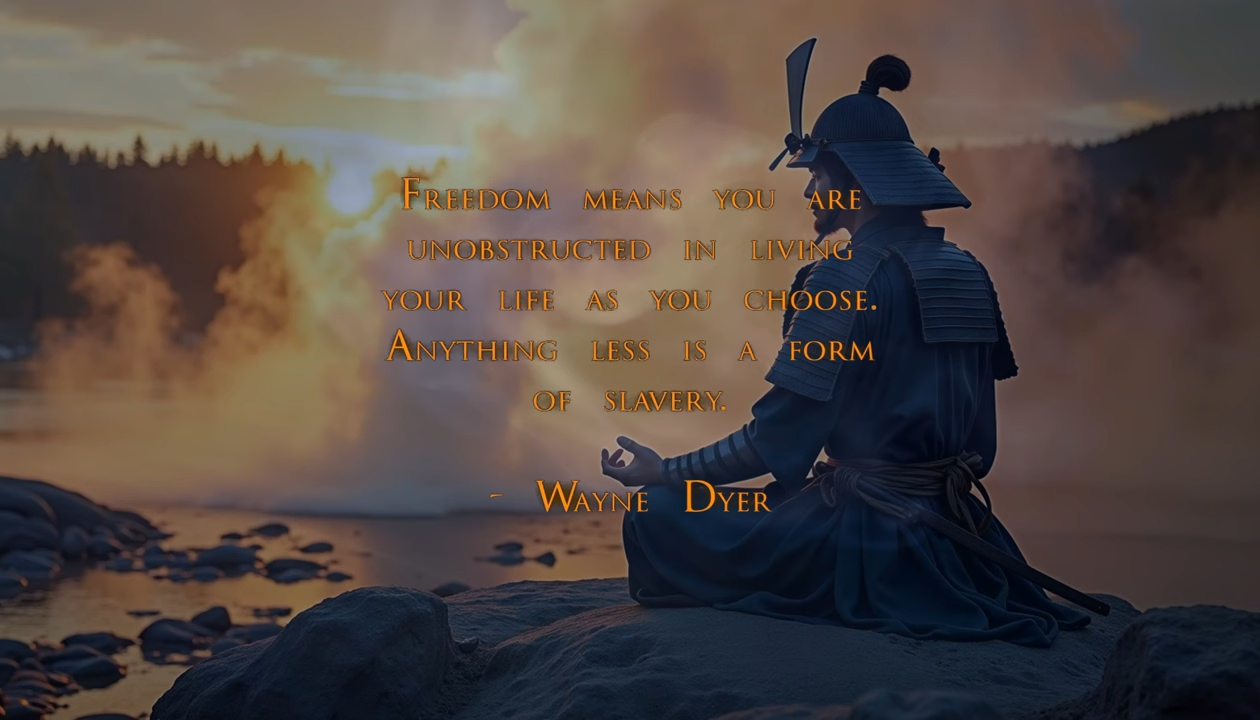 Freedom means you are
unobstructed in living
your life as you choose.
Anything less is a form
of slavery.
- Wayne Dyer